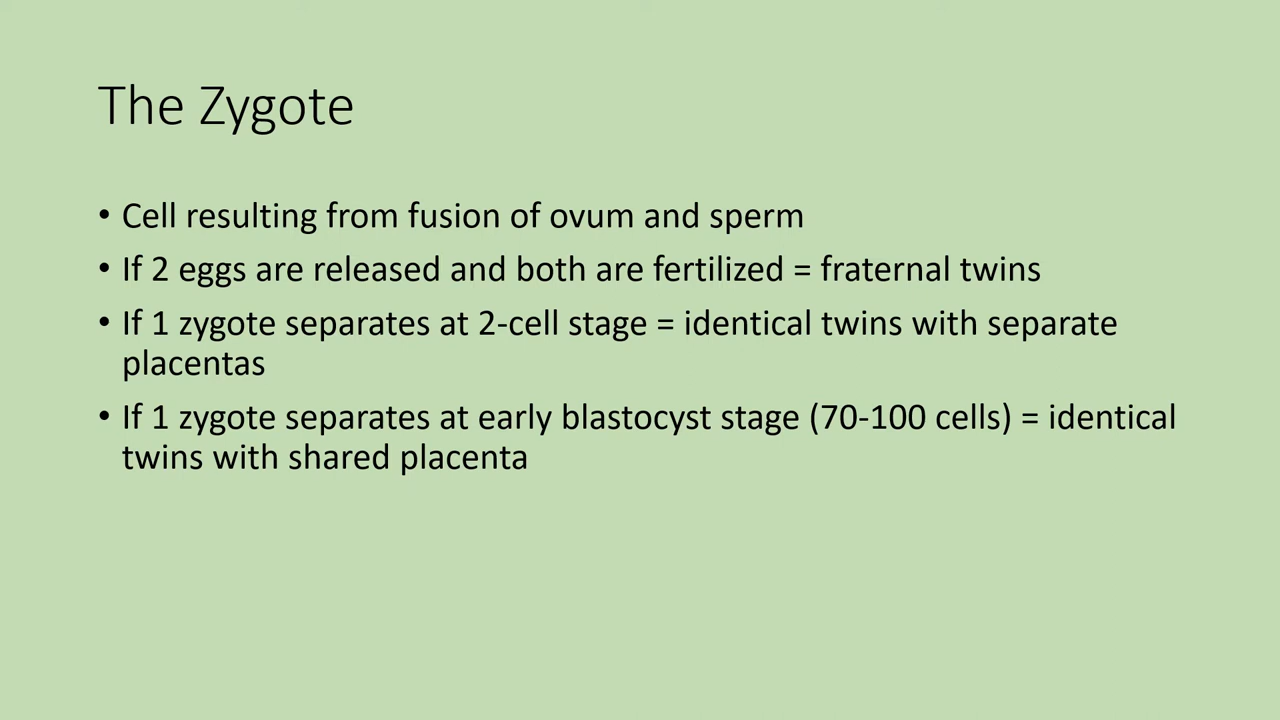 The Zygote
• Cell resulting from fusion of ovum and sperm
• If 2 eggs are released and both are fertilized = fraternal twins
• If 1 zygote separates at 2-cell stage = identical twins with separate
placentas
• If 1 zygote separates at early blastocyst stage (70-100 cells) = identical
twins with shared placenta